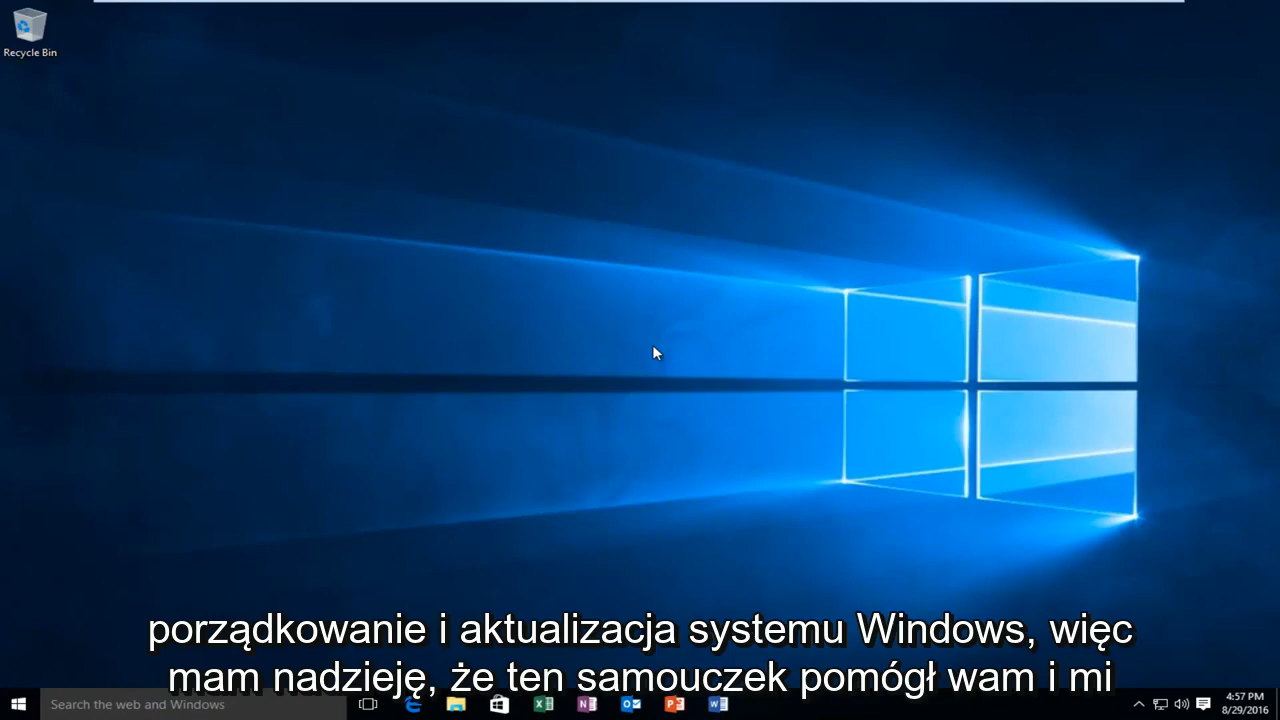 Recycle Bin
porządkowanie i aktualizacja systemu Windows, więc
mam nadzieję, że ten samouczek pomógł wam i mi
Search the web and Windows
4:57 PM
8/29/2016